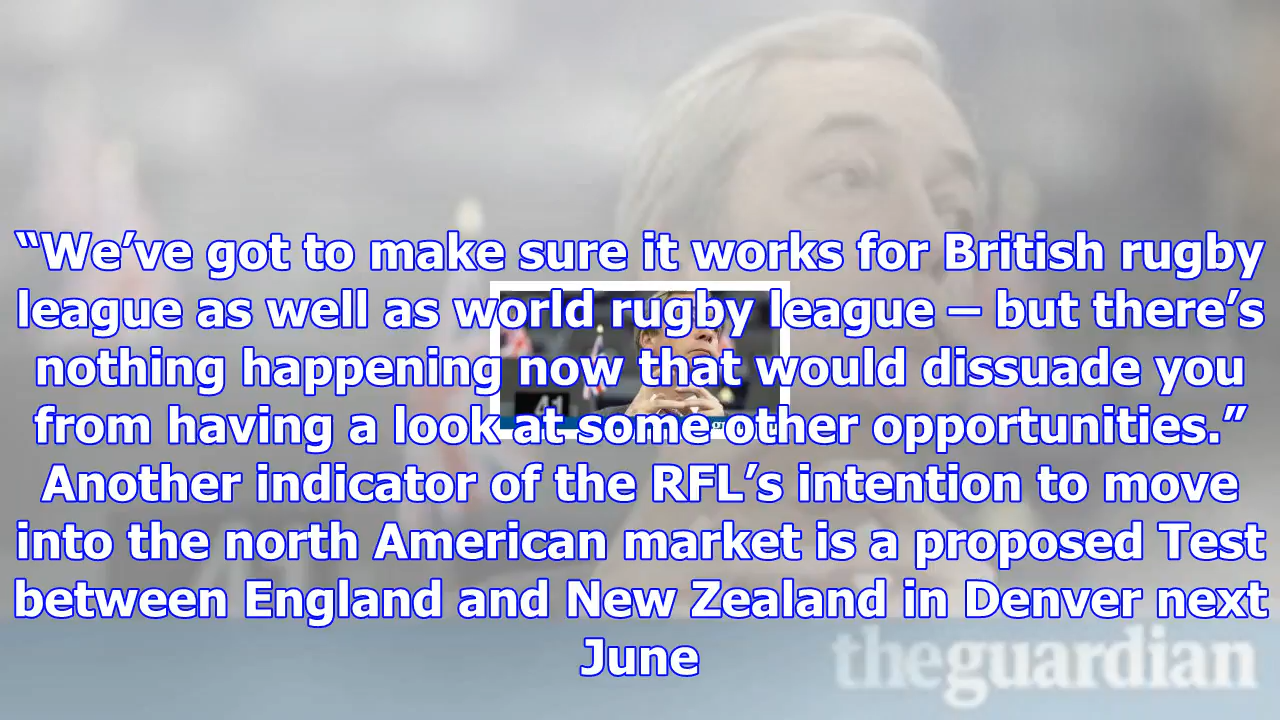 “We’ve got to make sure it works for British rugby
league as well as world rugby league – but there’s
nothing happening now that would dissuade you
from having a look at some other opportunities.”
Another indicator of the RFL’s intention to move
into the north American market is a proposed Test
between England and New Zealand in Denver next
June
theguardian
41